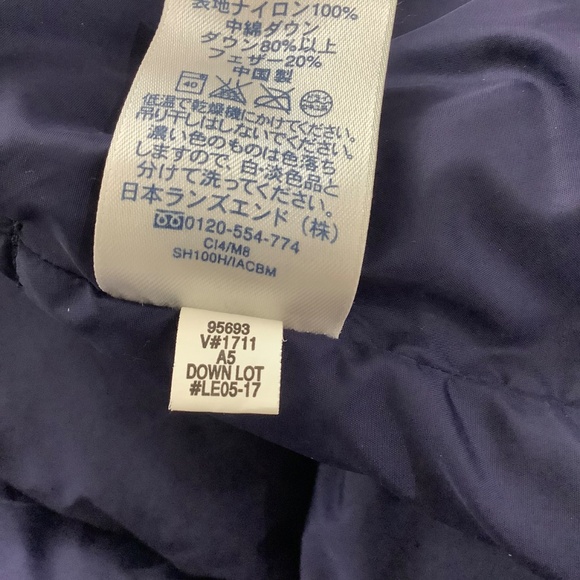 表地ナイロン100%
中綿ダウン
ダウン80%以上
フェザー20%
中国製
40
低温で乾燥機にかけてください。
吊り干しはしないでください。
濃い色のものは色落ち
しますので、白・淡色品と
分けて洗ってください。
日本ランズエンド(株)
0120-554-774
CI4/M8
SH100H/IACBM
95693
V#1711
A5
DOWN LOT
#LE05-17